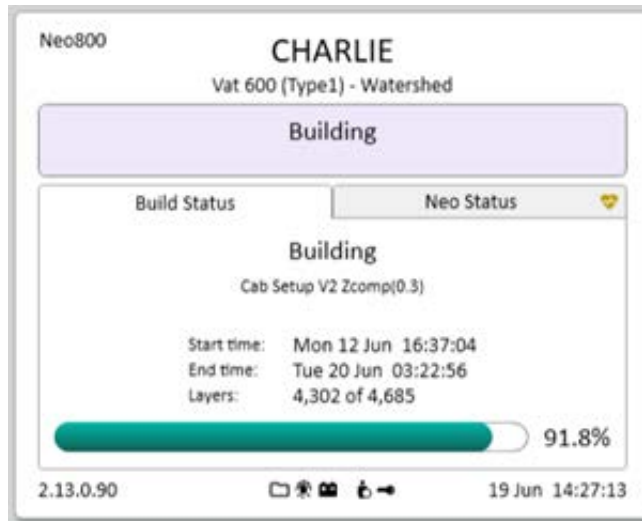 Neo800
CHARLIE
Vat 600 (Type1) - Watershed
Building
Build Status
Neo Status
Building
Cab Setup V2 Zcomp(0.3)
Start time: Mon 12 Jun 16:37:04
End time: Tue 20 Jun 03:22:56
Layers: 4,302 of 4,685
91.8%
2.13.0.90 19 Jun 14:27:13